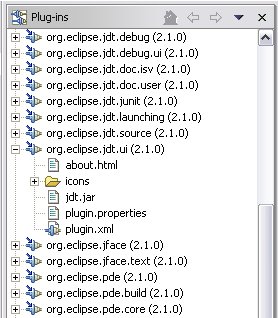 Plug-ins
org.eclipse.jdt.debug (2.1.0)
org.eclipse.jdt.debug.ui (2.1.0)
org.eclipse.jdt.doc.isv (2.1.0)
org.eclipse.jdt.doc.user (2.1.0)
org.eclipse.jdt.junit (2.1.0)
org.eclipse.jdt.launching (2.1.0)
org.eclipse.jdt.source (2.1.0)
org.eclipse.jdt.ui (2.1.0)
about.html
icons
jdt.jar
plugin.properties
plugin.xml
org.eclipse.jface (2.1.0)
org.eclipse.jface.text (2.1.0)
org.eclipse.pde (2.1.0)
org.eclipse.pde.build (2.1.0)
org.eclipse.pde.core (2.1.0)